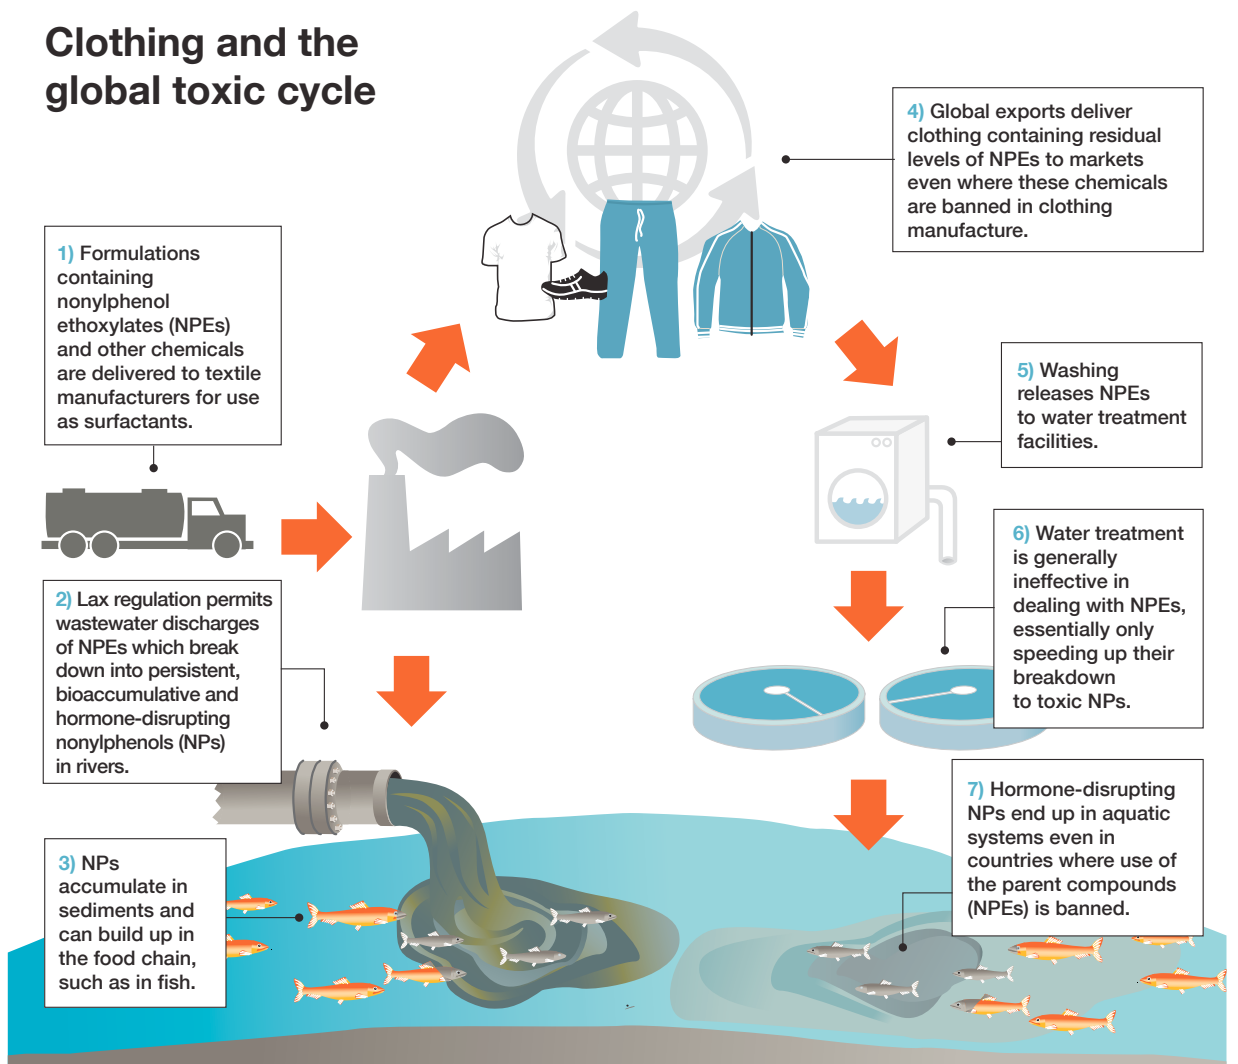 Clothing and the
global toxic cycle
1) Formulations
containing
nonylphenol
ethoxylates (NPEs)
and other chemicals
are delivered to textile
manufacturers for use
as surfactants.
2) Lax regulation permits
wastewater discharges
of NPEs which break
down into persistent,
bioaccumulative and
hormone-disrupting
nonylphenols (NPs)
in rivers.
3) NPs
accumulate in
sediments and
can build up in
the food chain,
such as in fish.
4) Global exports deliver
clothing containing residual
levels of NPEs to markets
even where these chemicals
are banned in clothing
manufacture.
5) Washing
releases NPEs
to water treatment
facilities.
6) Water treatment
is generally
ineffective in
dealing with NPEs,
essentially only
speeding up their
breakdown
to toxic NPs.
7) Hormone-disrupting
NPs end up in aquatic
systems even in
countries where use of
the parent compounds
(NPEs) is banned.